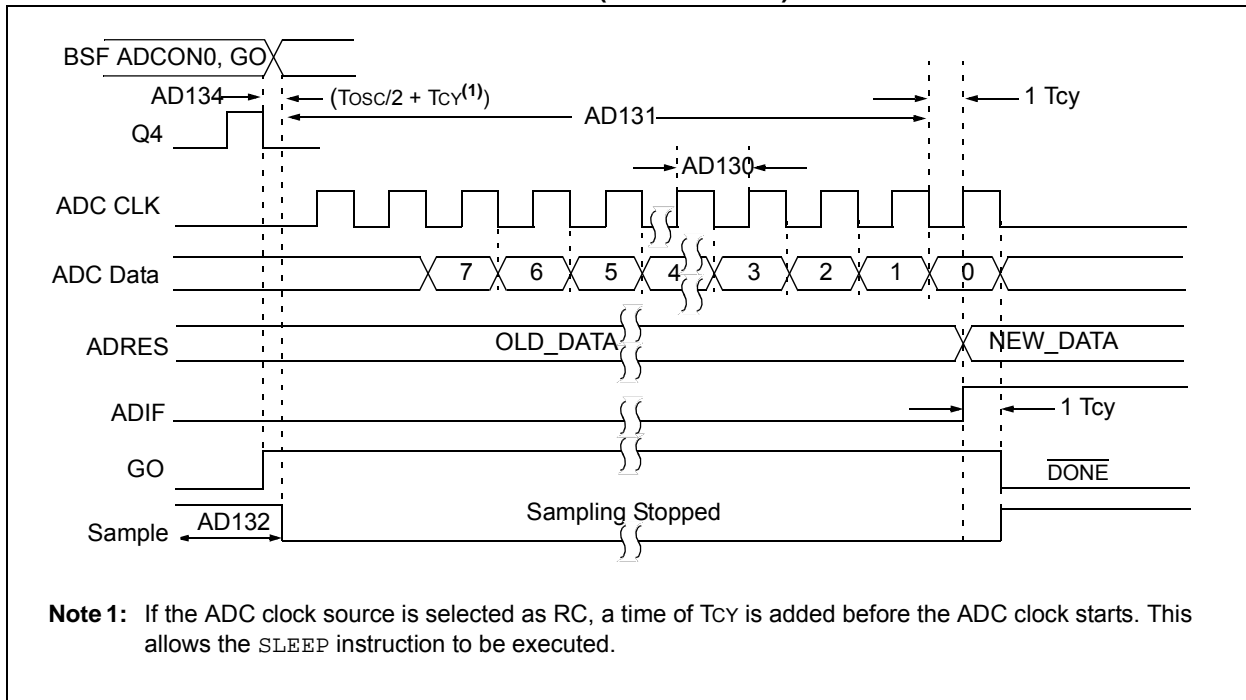 BSF ADCON0, GO
AD134 (TOSC/2 + TCY(1)) 1 Tcy
AD131
Q4
AD130
ADC CLK
ADC Data 7 6 5 4 3 2 1 0
ADRES OLD_DATA NEW_DATA
ADIF 1 Tcy
GO DONE
Sample AD132 Sampling Stopped
Note 1: If the ADC clock source is selected as RC, a time of TCY is added before the ADC clock starts. This
allows the SLEEP instruction to be executed.